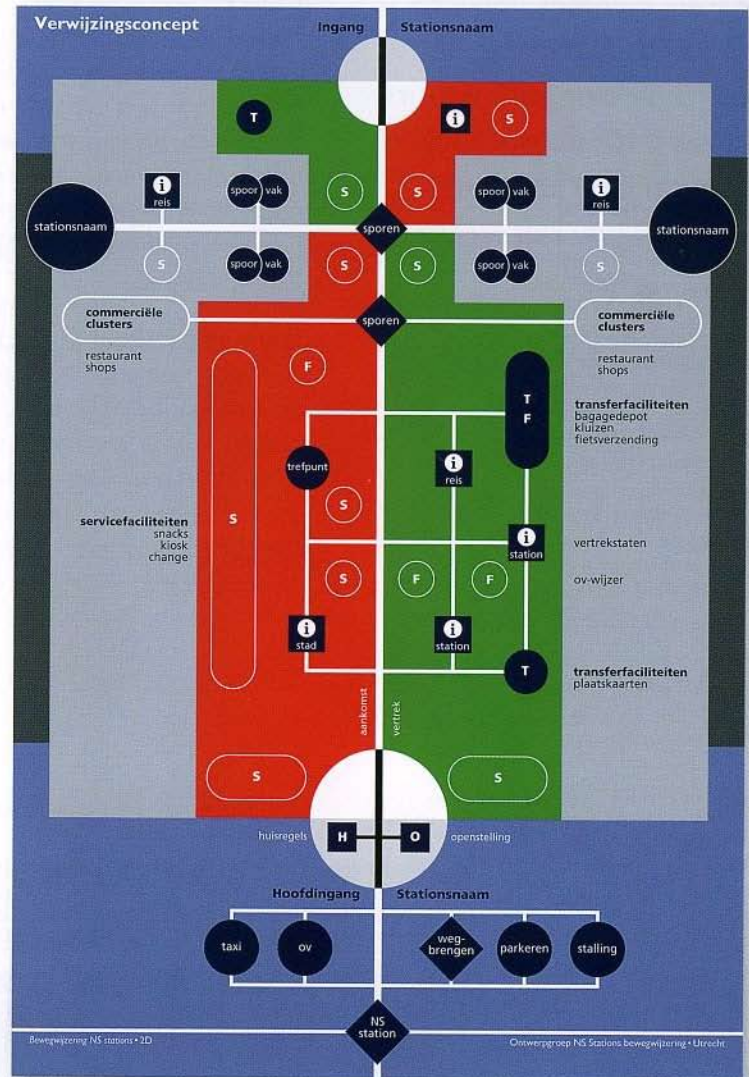 Verwijzingsconcept
Ingang Stationsnaam
T
i S
S S
stationsnaam
i
reis
S
spoor vak
spoor vak
sporen
spoor vak
spoor vak
i
reis
S
stationsnaam
S S
commerciële
clusters
restaurant
shops
sporen
commerciële
clusters
restaurant
shops
F
T
F
transferfaciliteiten
bagagedepot
kluizen
fietsverzending
trefpunt
i
reis
servicefaciliteiten
snacks
kiosk
change
S
S
i
station
vertrekstaten
S F F
ov-wijzer
i
stad
i
station
T
transferfaciliteiten
plaatskaarten
aankomst
vertrek
S
S
huisregels H O openstelling
Hoofdingang Stationsnaam
taxi ov
weg-
brengen
parkeren stalling
NS
station
Bewegwijzering NS stations • 2D
Ontwerpgroep NS Stations bewegwijzering • Utrecht